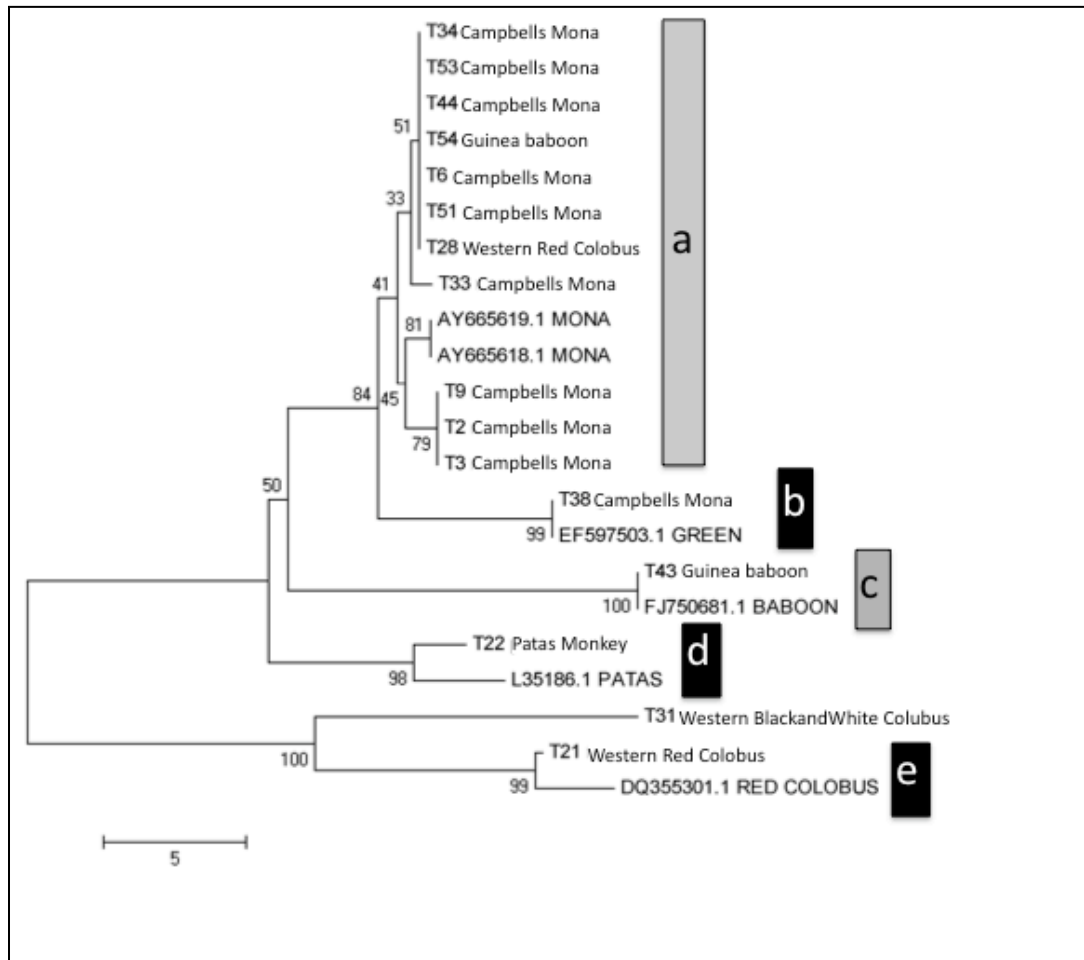 T34 Campbells Mona
T53 Campbells Mona
T44 Campbells Mona
51
T54 Guinea baboon
T6 Campbells Mona
33
T51 Campbells Mona
T28 Western Red Colobus
a
41
T33 Campbells Mona
81
AY665619.1 MONA
AY665618.1 MONA
84
45
T9 Campbells Mona
T2 Campbells Mona
79
T3 Campbells Mona
50
T38 Campbells Mona
b
99
EF597503.1 GREEN
T43 Guinea baboon
c
100
FJ750681.1 BABOON
T22 Patas Monkey
d
98
L35186.1 PATAS
T31 Western BlackandWhite Colubus
100
T21 Western Red Colobus
e
99
DQ355301.1 RED COLOBUS
5